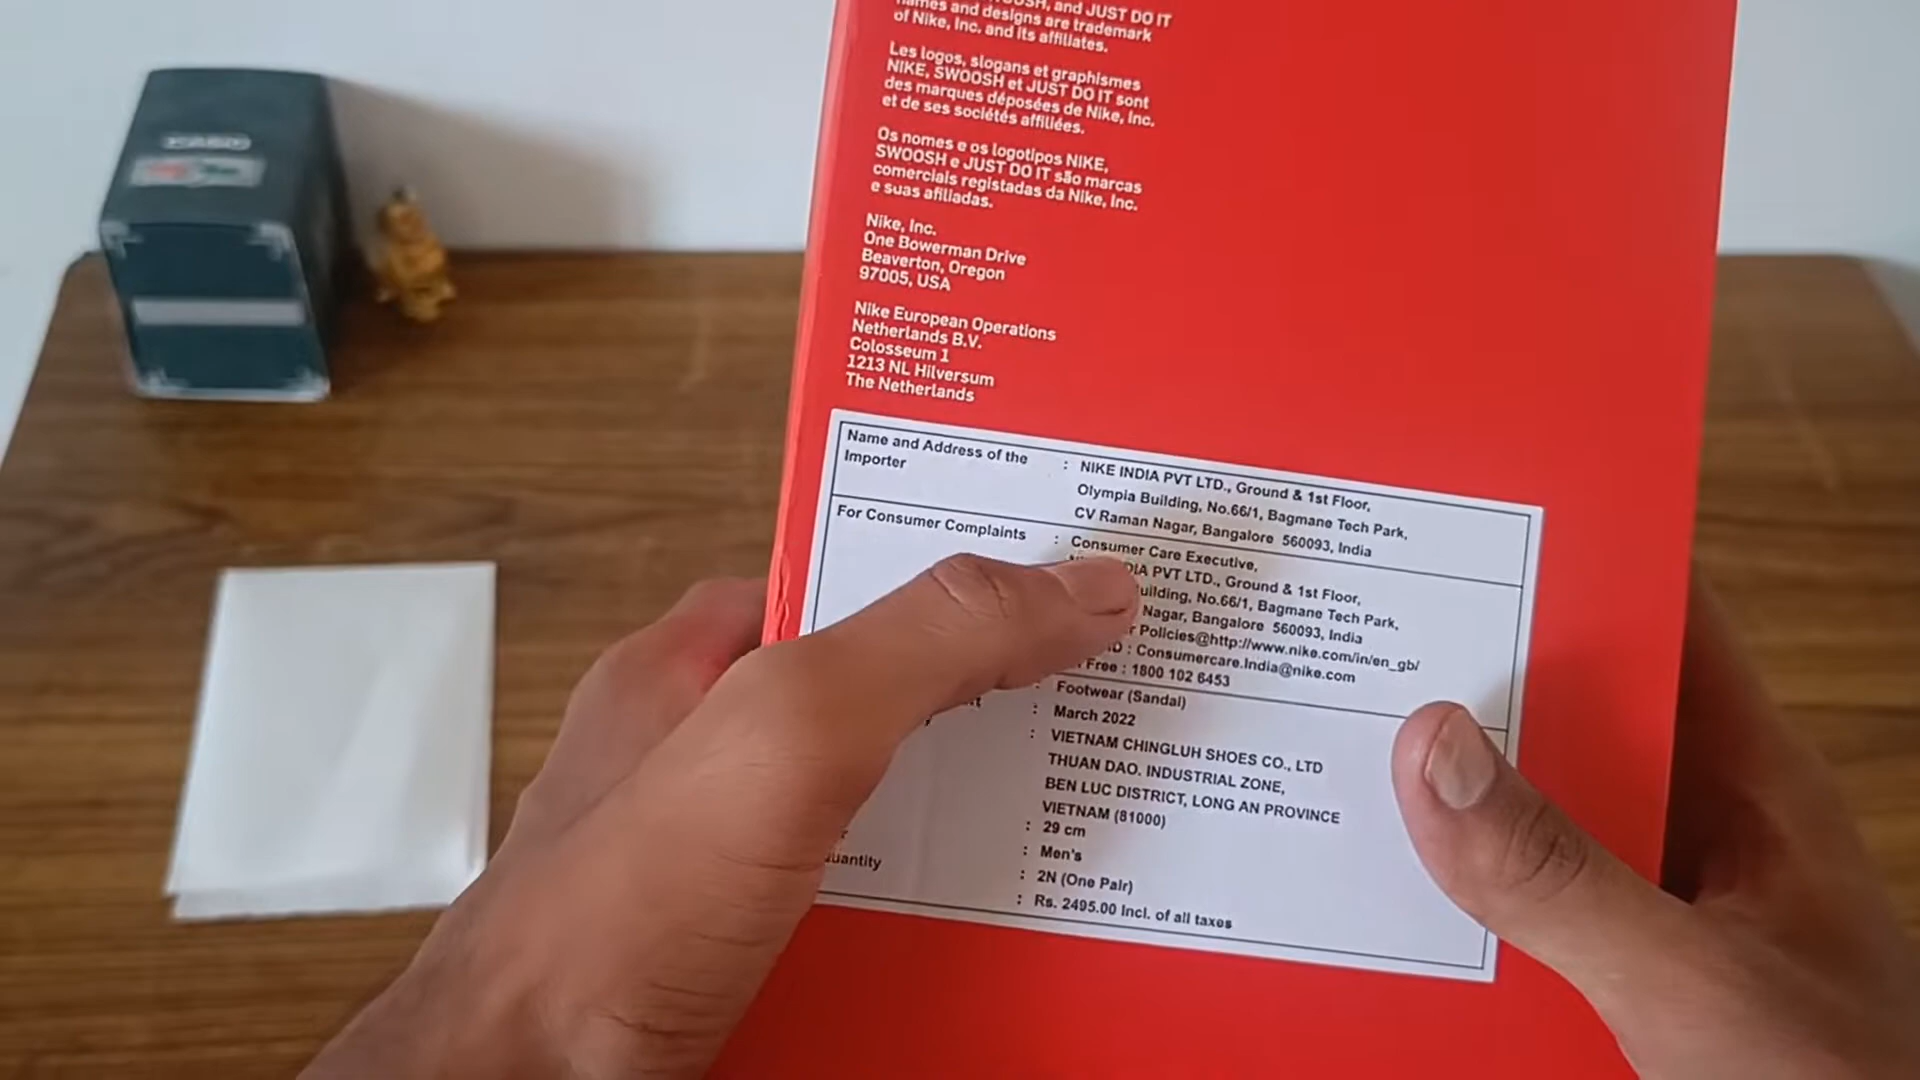 SWOOSH, and JUST DO IT
names and designs are trademark
of Nike, Inc. and its affiliates.
Les logos, slogans et graphismes
NIKE, SWOOSH et JUST DO IT sont
des marques déposées de Nike, Inc.
et de ses sociétés affiliées.
Os nomes e os logotipos NIKE,
SWOOSH e JUST DO IT são marcas
comerciais registadas da Nike, Inc.
e suas afiliadas.
Nike, Inc.
One Bowerman Drive
Beaverton, Oregon
97005, USA
Nike European Operations
Netherlands B.V.
Colosseum 1
1213 NL Hilversum
The Netherlands
Name and Address of the
Importer
: NIKE INDIA PVT LTD., Ground & 1st Floor,
Olympia Building, No.66/1, Bagmane Tech Park,
CV Raman Nagar, Bangalore 560093, India
For Consumer Complaints
: Consumer Care Executive,
PVT LTD., Ground & 1st Floor,
No.66/1, Bagmane Tech Park,
Nagar, Bangalore 560093, India
Policies@http://www.nike.com/in/en_gb/
: Consumercare.India@nike.com
Free : 1800 102 6453
: Footwear (Sandal)
: March 2022
: VIETNAM CHINGLUH SHOES CO., LTD
THUAN DAO. INDUSTRIAL ZONE,
BEN LUC DISTRICT, LONG AN PROVINCE
VIETNAM (81000)
: 29 cm
: Men's
Quantity : 2N (One Pair)
: Rs. 2495.00 Incl. of all taxes
CASIO